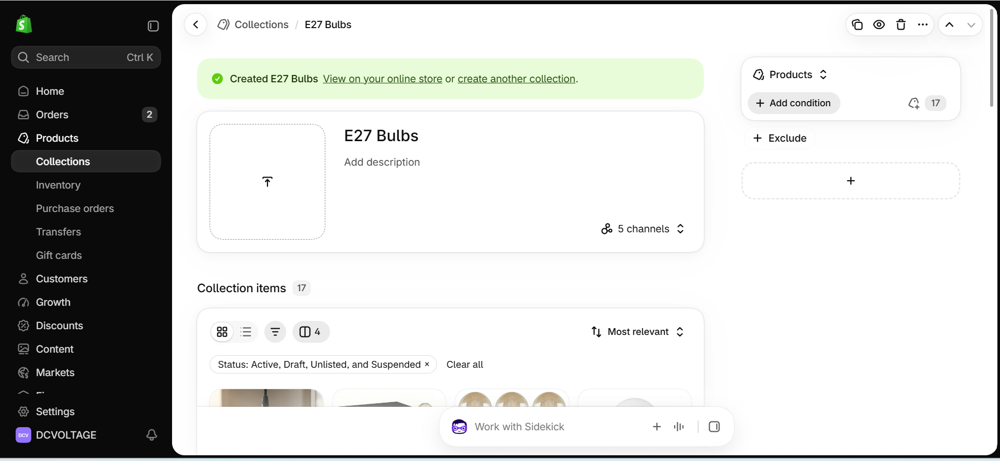 Collections / E27 Bulbs
Search Ctrl K
Home
Orders 2
Products
Collections
Inventory
Purchase orders
Transfers
Gift cards
Customers
Growth
Discounts
Content
Markets
Settings
DCV DCVOLTAGE
Created E27 Bulbs View on your online store or create another collection.
E27 Bulbs
Add description
5 channels
Collection items 17
4
Most relevant
Status: Active, Draft, Unlisted, and Suspended ×
Clear all
Work with Sidekick
Products
Add condition
17
Exclude